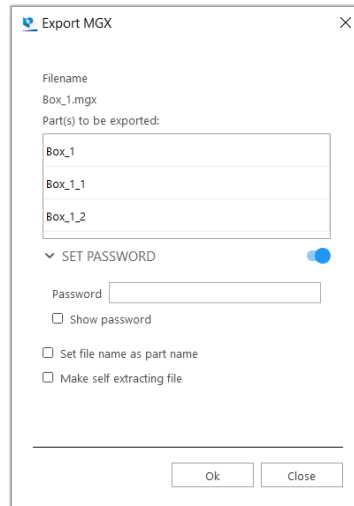 Export MGX
Filename
Box_1.mgx
Part(s) to be exported:
Box_1
Box_1_1
Box_1_2
SET PASSWORD
Password
Show password
Set file name as part name
Make self extracting file
Ok Close